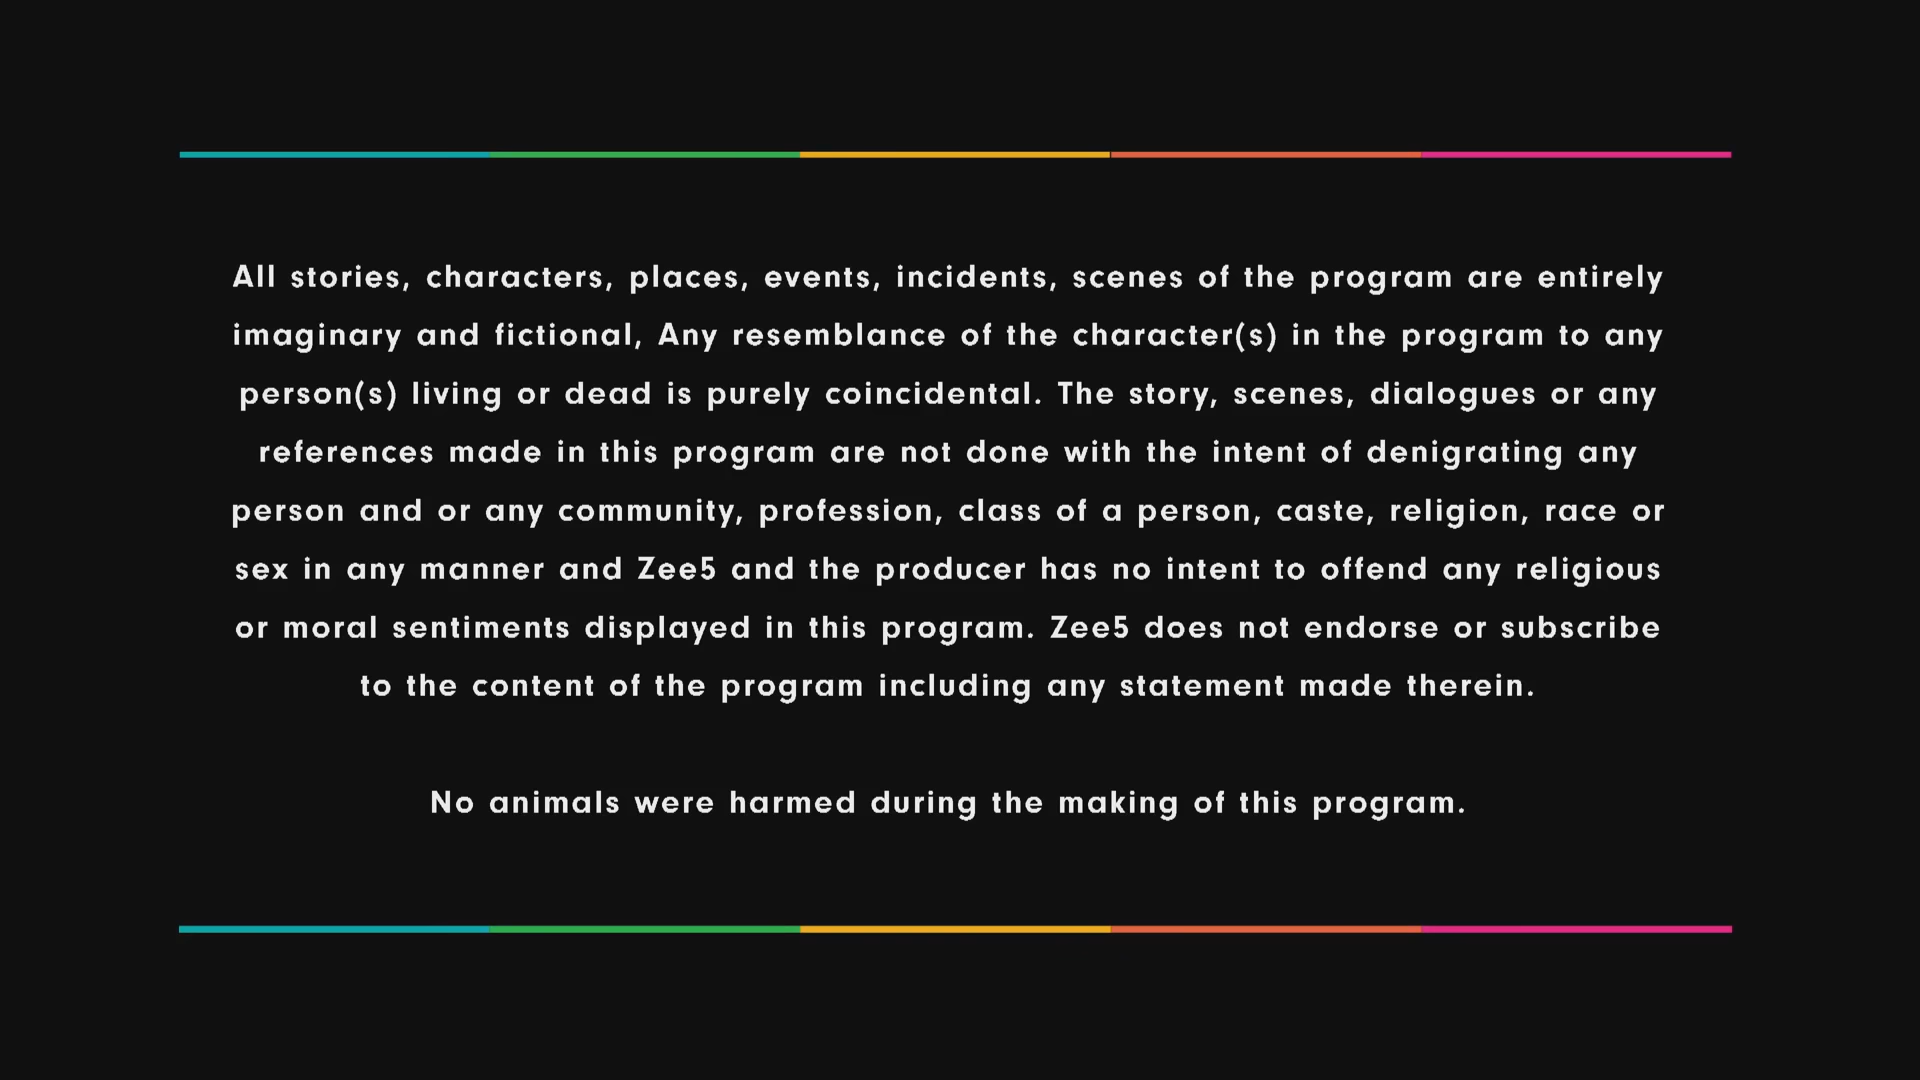 All stories, characters, places, events, incidents, scenes of the program are entirely
imaginary and fictional, Any resemblance of the character(s) in the program to any
person(s) living or dead is purely coincidental. The story, scenes, dialogues or any
references made in this program are not done with the intent of denigrating any
person and or any community, profession, class of a person, caste, religion, race or
sex in any manner and Zee5 and the producer has no intent to offend any religious
or moral sentiments displayed in this program. Zee5 does not endorse or subscribe
to the content of the program including any statement made therein.
No animals were harmed during the making of this program.